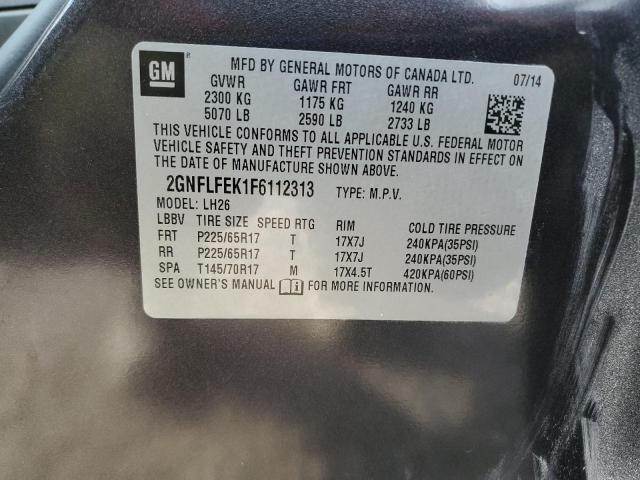 GM ® MFD BY GENERAL MOTORS OF CANADA LTD. 07/14
GVWR GAWR FRT GAWR RR
2300 KG 1175 KG 1240 KG
5070 LB 2590 LB 2733 LB
THIS VEHICLE CONFORMS TO ALL APPLICABLE U.S. FEDERAL MOTOR
VEHICLE SAFETY AND THEFT PREVENTION STANDARDS IN EFFECT ON
THE DATE OF MANUFACTURE SHOWN ABOVE.
2GNFLFEK1F6112313 TYPE: M.P.V.
MODEL: LH26
LBBV TIRE SIZE SPEED RTG RIM COLD TIRE PRESSURE
FRT P225/65R17 T 17X7J 240KPA(35PSI)
RR P225/65R17 T 17X7J 240KPA(35PSI)
SPA T145/70R17 M 17X4.5T 420KPA(60PSI)
SEE OWNER'S MANUAL i FOR MORE INFORMATION.